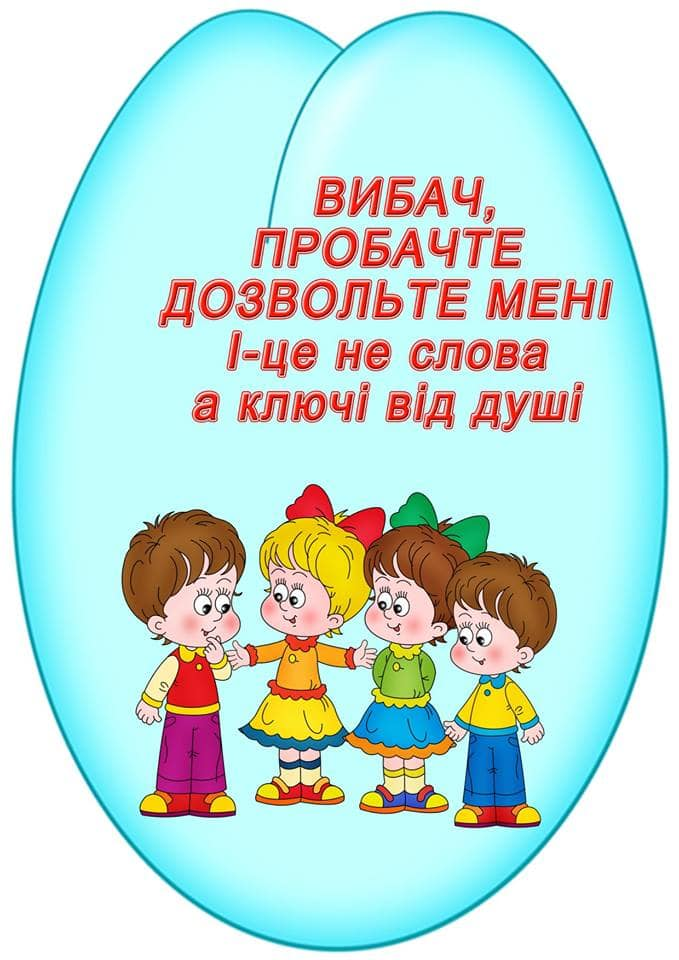 ВИБАЧ,
ПРОБАЧТЕ
ДОЗВОЛЬТЕ МЕНІ
І-це не слова
а ключі від душі